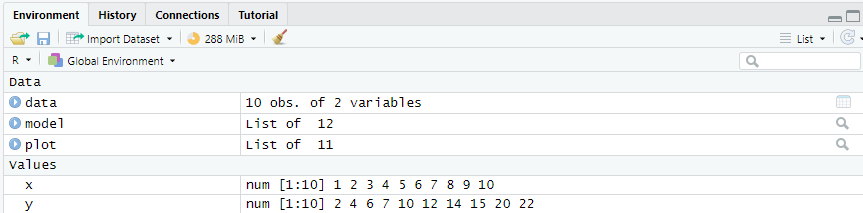 Environment History Connections Tutorial
Import Dataset 288 MiB List
R Global Environment
Data
data 10 obs. of 2 variables
model List of 12
plot List of 11
Values
x num [1:10] 1 2 3 4 5 6 7 8 9 10
y num [1:10] 2 4 6 7 10 12 14 15 20 22